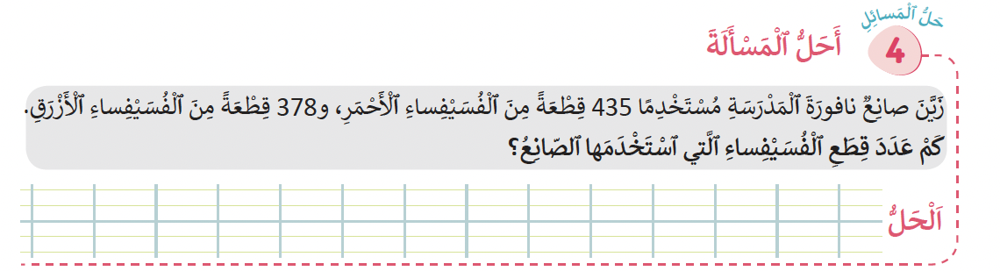 حَلُّ ٱلْمَسائِلِ
4
أَحَلُّ ٱلْمَسْأَلَةَ
زَيَّنَ صانِعٌ نافورَةَ ٱلْمَدْرَسَةِ مُسْتَخْدِمًا 435 قِطْعَةً مِنَ ٱلْفُسَيْفِساءِ ٱلْأَحْمَرِ، و378 قِطْعَةً مِنَ ٱلْفُسَيْفِساءِ ٱلْأَزْرَقِ.
كَمْ عَدَدَ قِطَعِ ٱلْفُسَيْفِساءِ ٱلَّتي ٱسْتَخْدَمَها ٱلصّانِعُ؟
اَلْحَلُّ